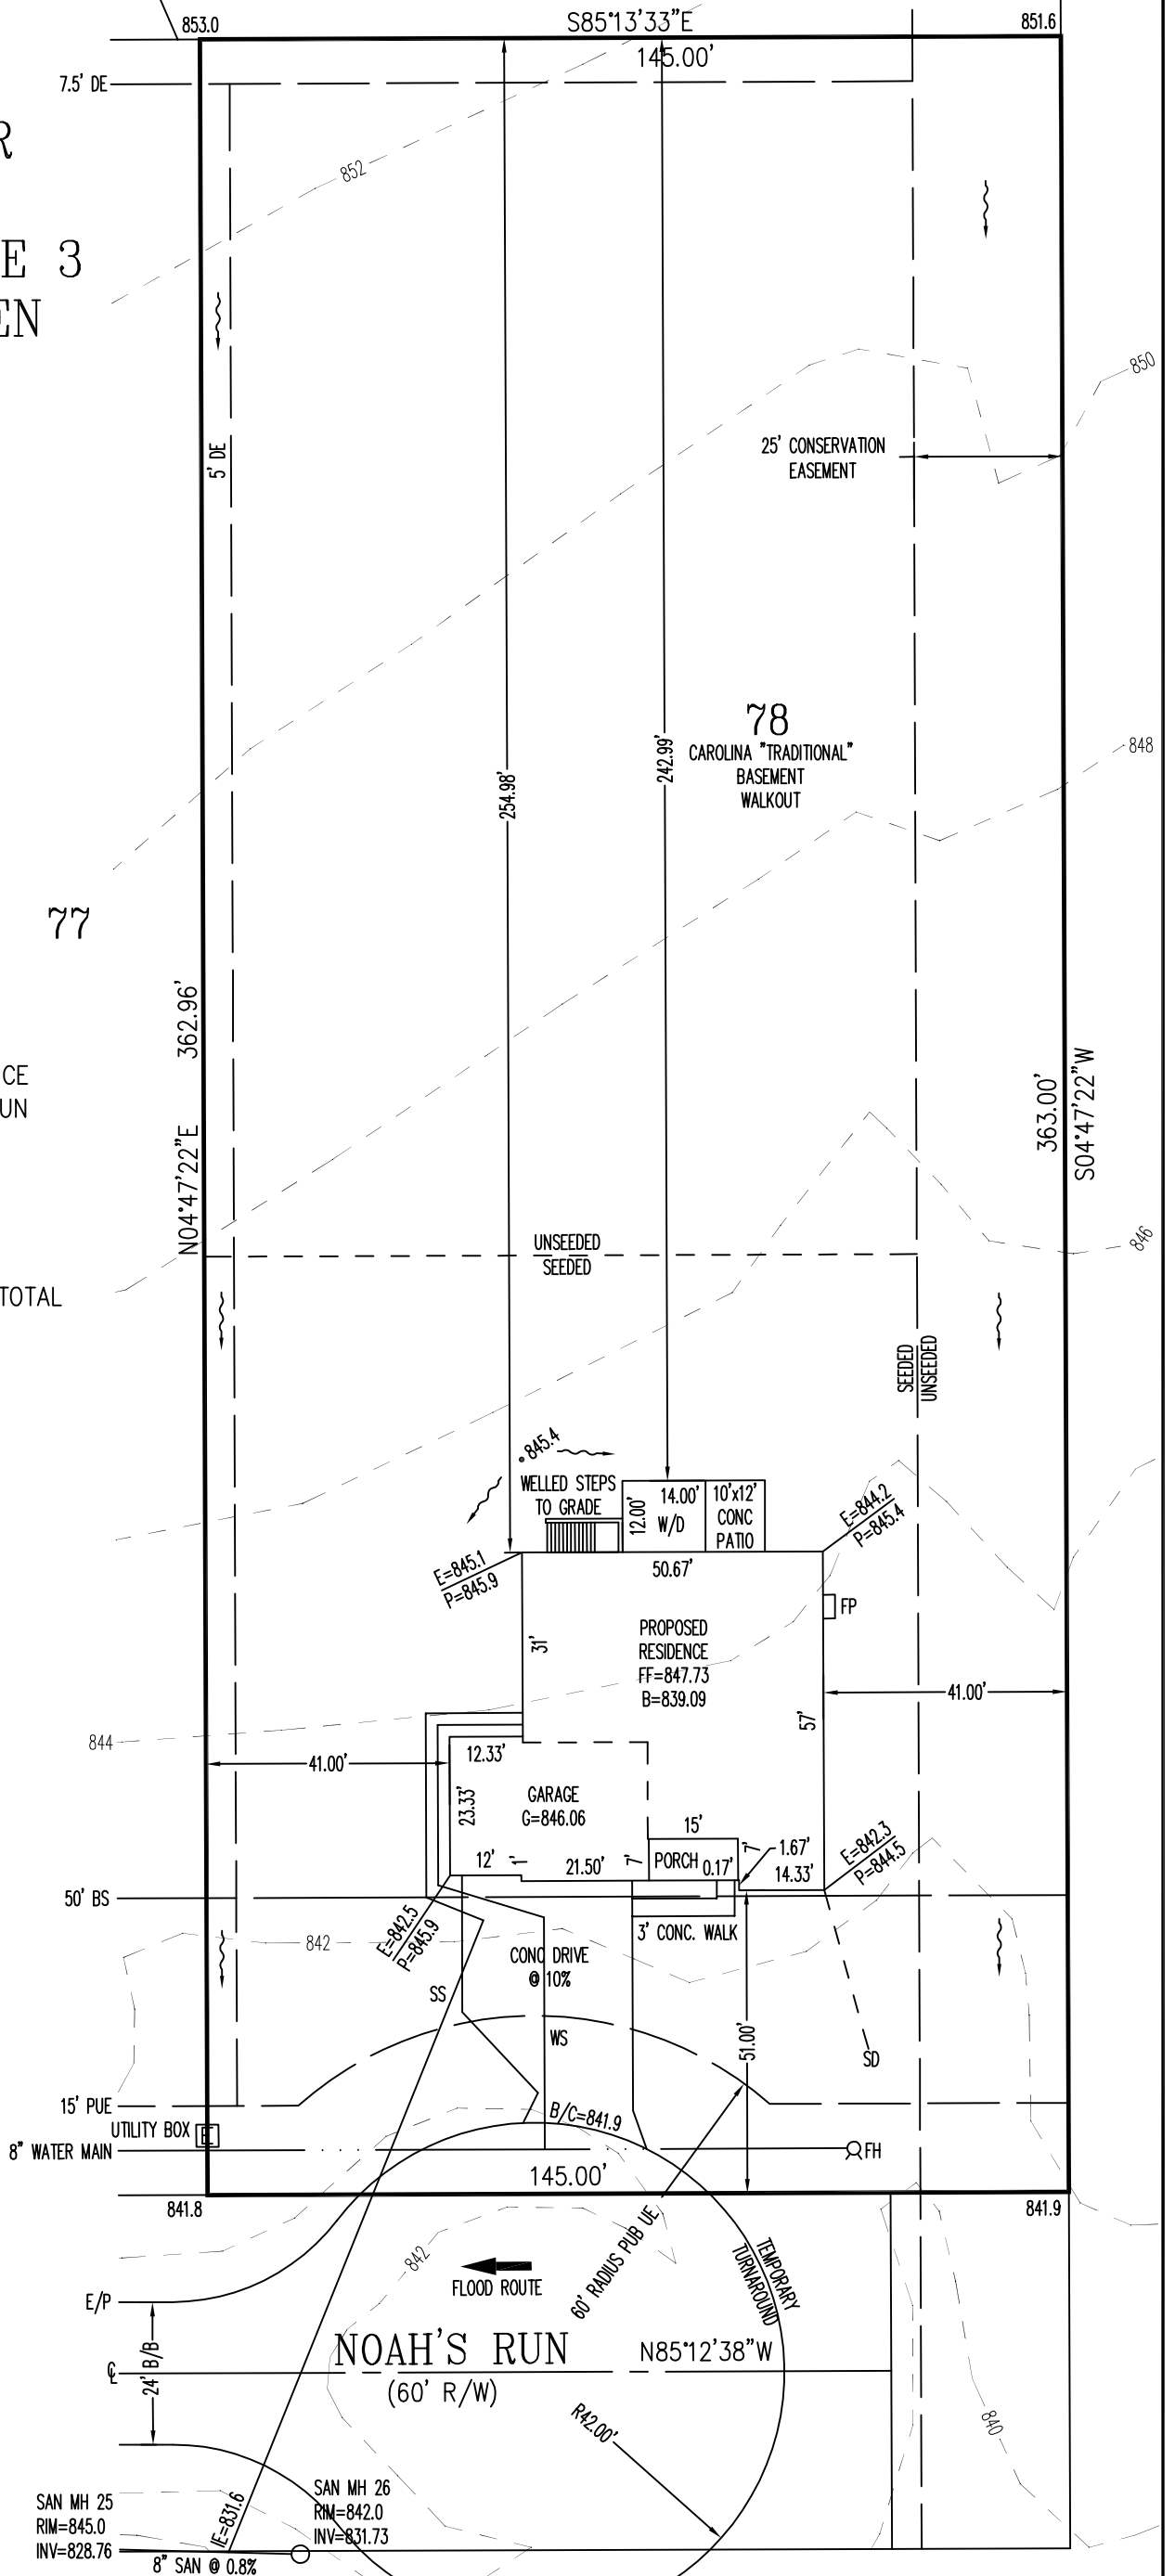 853.0
S85°13'33"E
851.6
145.00'
7.5' DE
R
852
E 3
EN
850
5' DE
25' CONSERVATION
EASEMENT
78
CAROLINA "TRADITIONAL"
BASEMENT
WALKOUT
848
254.98'
242.99'
77
362.96'
N04°47'22"E
CE
UN
363.00'
S04°47'22"W
846
UNSEEDED
SEEDED
TOTAL
SEEDED
UNSEEDED
845.4
WELLED STEPS
TO GRADE
12.00'
14.00'
W/D
10'x12'
CONC
PATIO
E=844.2
P=845.4
E=845.1
P=845.9
50.67'
FP
31'
PROPOSED
RESIDENCE
FF=847.73
B=839.09
41.00'
57'
844
41.00'
12.33'
23.33'
GARAGE
G=846.06
15'
12'
1'
21.50'
7'
PORCH
0.17'
7'
1.67'
14.33'
E=842.3
P=844.5
50' BS
E=842.5
P=845.9
842
3' CONC. WALK
CONC DRIVE
@ 10%
SS
WS
51.00'
SD
15' PUE
UTILITY BOX
E
B/C=841.9
8" WATER MAIN
FH
145.00'
841.8
841.9
842
FLOOD ROUTE
60' RADIUS PUB UE
TEMPORARY
TURNAROUND
E/P
24' B/B
NOAH'S RUN
N85°12'38"W
(60' R/W)
R42.00'
840
SAN MH 25
RIM=845.0
INV=828.76
IE=831.6
SAN MH 26
RIM=842.0
INV=831.73
8" SAN @ 0.8%